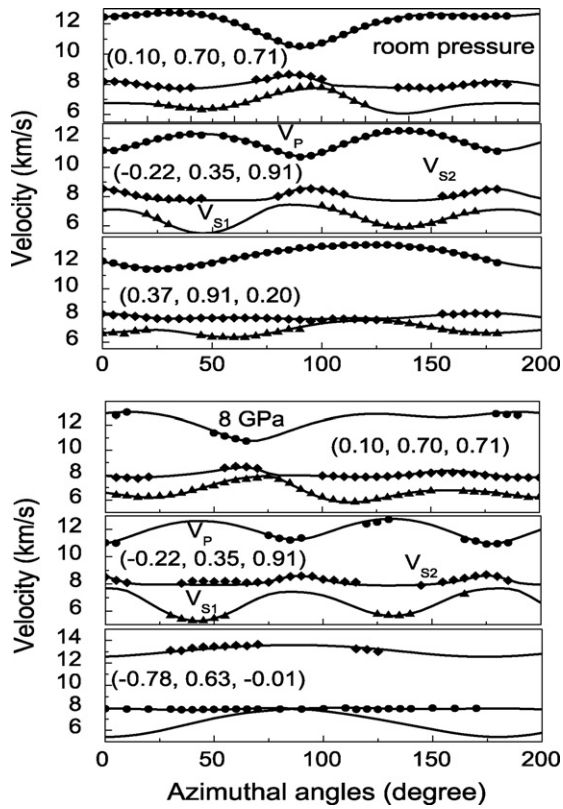 12
10
8
6
(0.10, 0.70, 0.71)
room pressure
12
10
8
6
V_P
(-0.22, 0.35, 0.91)
V_S2
V_S1
12
10
8
6
(0.37, 0.91, 0.20)
0 50 100 150 200
Velocity (km/s)
12
10
8
6
8 GPa
(0.10, 0.70, 0.71)
12
10
8
6
V_P
(-0.22, 0.35, 0.91)
V_S2
V_S1
14
12
10
8
6
(-0.78, 0.63, -0.01)
0 50 100 150 200
Velocity (km/s)
Azimuthal angles (degree)